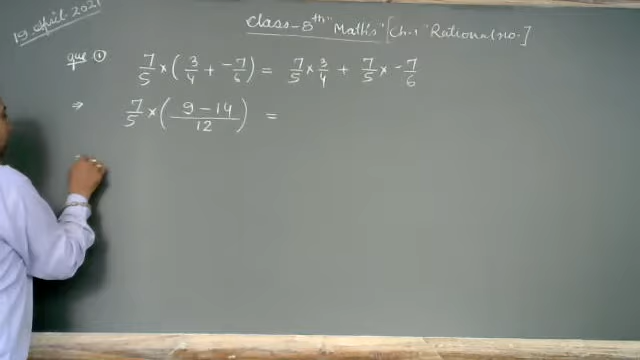 19 April 2021
Class-8th" Maths" [Ch.1" Rational no.]
Que ① 7/5 × (3/4 + -7/6) = 7/5 × 3/4 + 7/5 × -7/6
⇒ 7/5 × (9 - 14 / 12) =